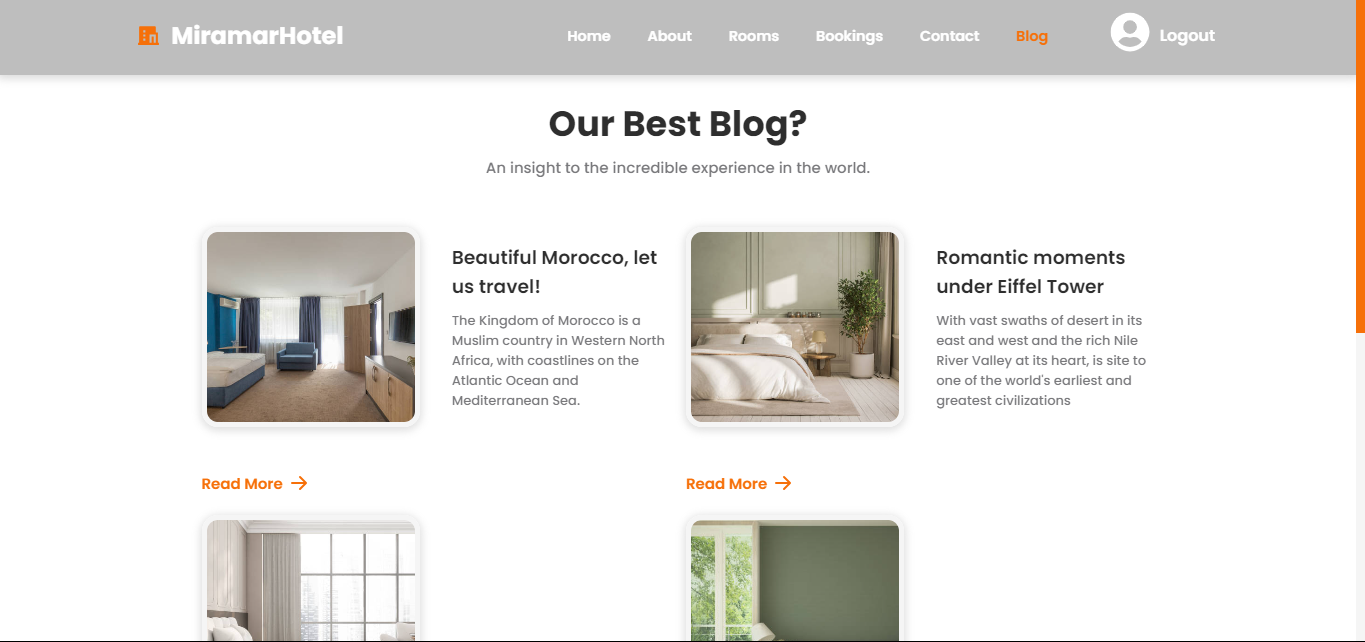 MiramarHotel
Home About Rooms Bookings Contact Blog Logout
Our Best Blog?
An insight to the incredible experience in the world.
Beautiful Morocco, let
us travel!
The Kingdom of Morocco is a
Muslim country in Western North
Africa, with coastlines on the
Atlantic Ocean and
Mediterranean Sea.
Read More
Romantic moments
under Eiffel Tower
With vast swaths of desert in its
east and west and the rich Nile
River Valley at its heart, is site to
one of the world's earliest and
greatest civilizations
Read More